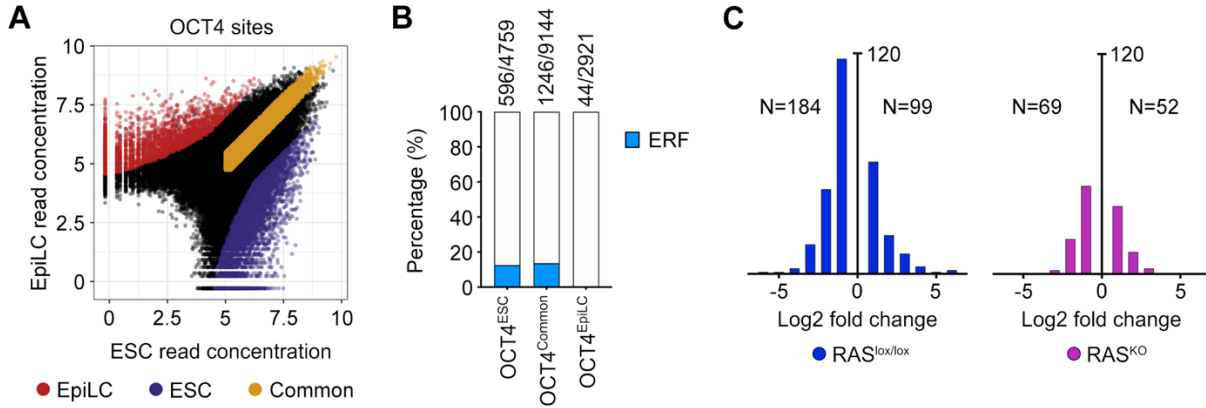 A
OCT4 sites
EpiLC read concentration
10
7.5
5
2.5
0
0
2.5
5
7.5
10
ESC read concentration
EpiLC
ESC
Common
B
596/4759
1246/9144
44/2921
Percentage (%)
100
80
60
40
20
0
OCT4ESC
OCT4Common
OCT4EpiLC
ERF
C
120
N=184
N=99
-5
0
5
Log2 fold change
RASlox/lox
120
N=69
N=52
-5
0
5
Log2 fold change
RASKO